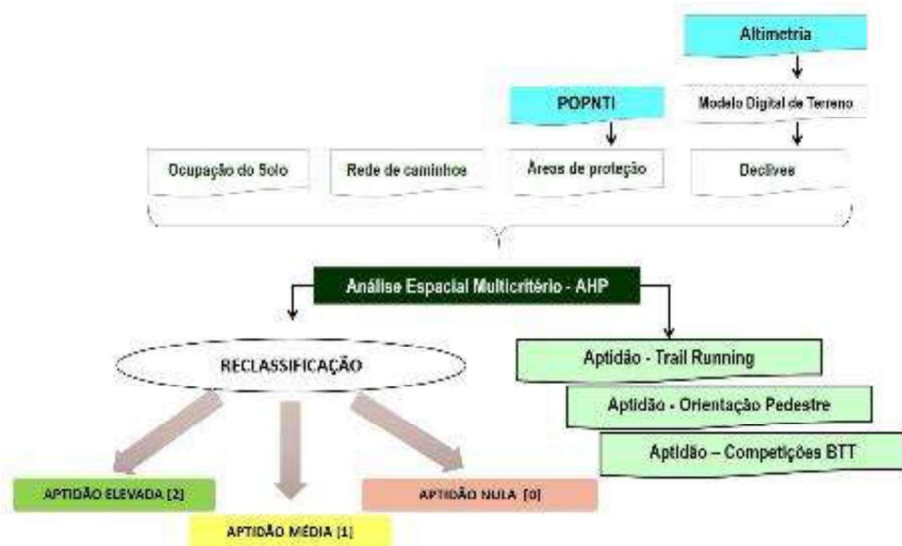 Altimetria
POPNTI
Modelo Digital de Terreno
Ocupação do Solo
Rede de caminhos
Áreas de proteção
Declives
Análise Espacial Multicritério - AHP
RECLASSIFICAÇÃO
Aptidão - Trail Running
Aptidão - Orientação Pedestre
Aptidão – Competições BTT
APTIDÃO ELEVADA [2]
APTIDÃO NULA [0]
APTIDÃO MÉDIA [1]